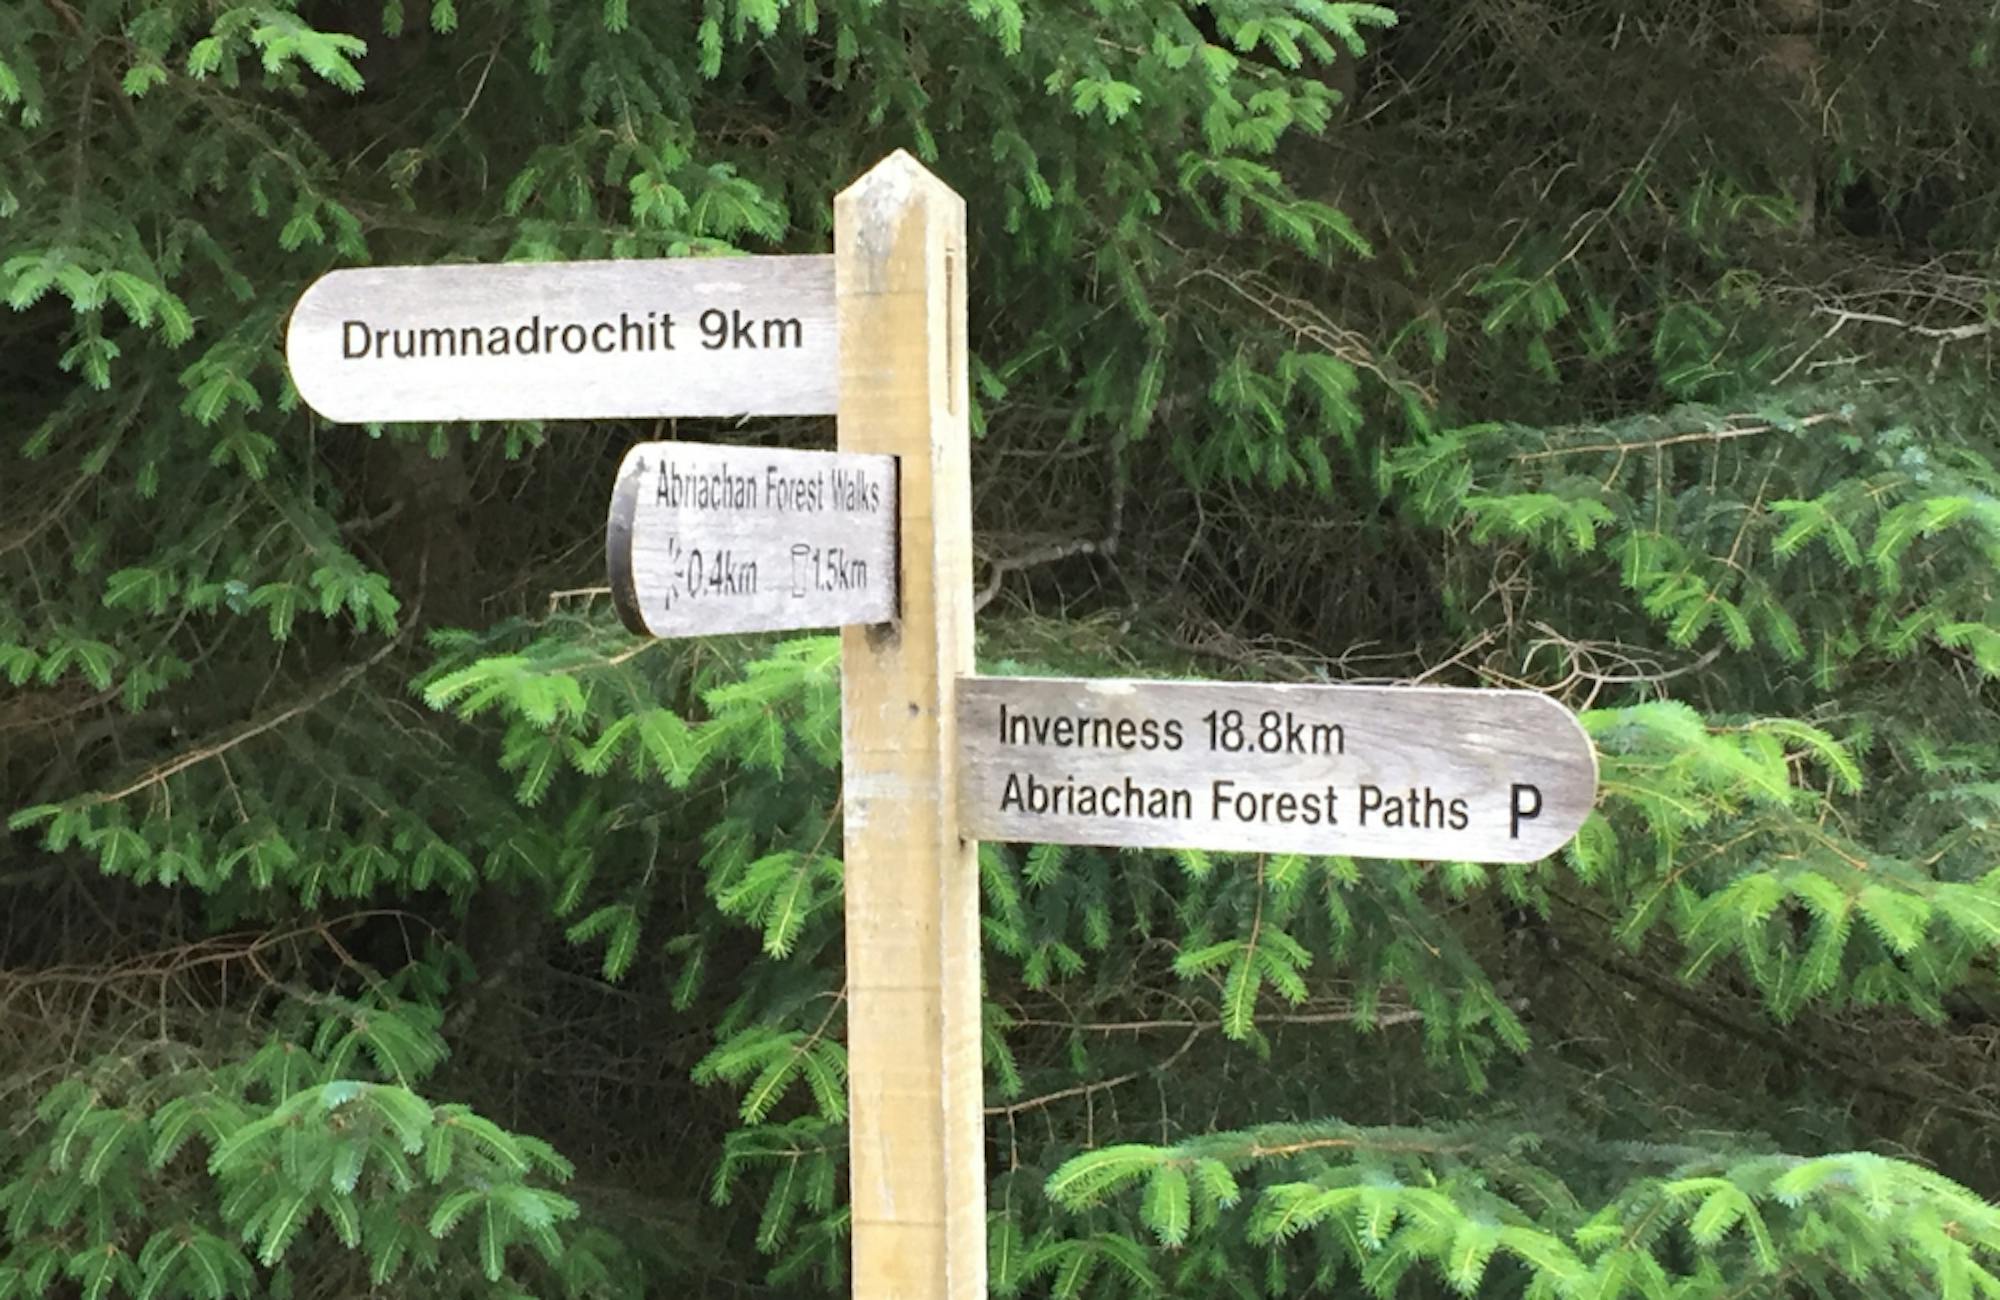 Drumnadrochit 9km
Abriachan Forest Walks
0.4km 1.5km
Inverness 18.8km
Abriachan Forest Paths P